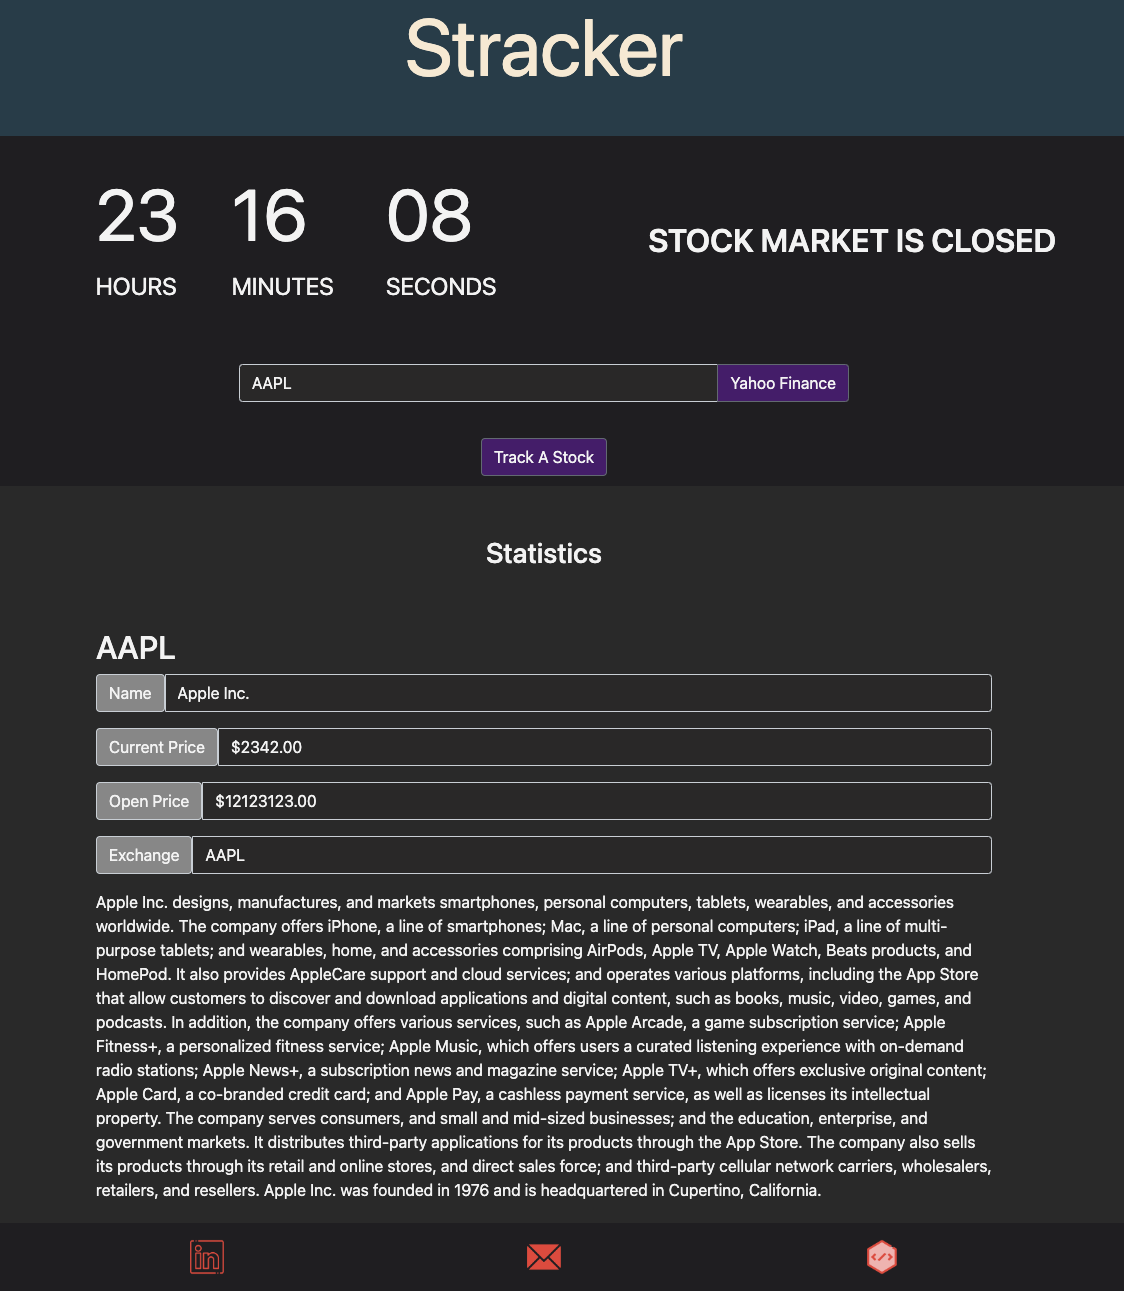 Stracker
23 16 08
HOURS MINUTES SECONDS
STOCK MARKET IS CLOSED
AAPL Yahoo Finance
Track A Stock
Statistics
AAPL
Name Apple Inc.
Current Price $2342.00
Open Price $12123123.00
Exchange AAPL
Apple Inc. designs, manufactures, and markets smartphones, personal computers, tablets, wearables, and accessories
worldwide. The company offers iPhone, a line of smartphones; Mac, a line of personal computers; iPad, a line of multi-
purpose tablets; and wearables, home, and accessories comprising AirPods, Apple TV, Apple Watch, Beats products, and
HomePod. It also provides AppleCare support and cloud services; and operates various platforms, including the App Store
that allow customers to discover and download applications and digital content, such as books, music, video, games, and
podcasts. In addition, the company offers various services, such as Apple Arcade, a game subscription service; Apple
Fitness+, a personalized fitness service; Apple Music, which offers users a curated listening experience with on-demand
radio stations; Apple News+, a subscription news and magazine service; Apple TV+, which offers exclusive original content;
Apple Card, a co-branded credit card; and Apple Pay, a cashless payment service, as well as licenses its intellectual
property. The company serves consumers, and small and mid-sized businesses; and the education, enterprise, and
government markets. It distributes third-party applications for its products through the App Store. The company also sells
its products through its retail and online stores, and direct sales force; and third-party cellular network carriers, wholesalers,
retailers, and resellers. Apple Inc. was founded in 1976 and is headquartered in Cupertino, California.
in